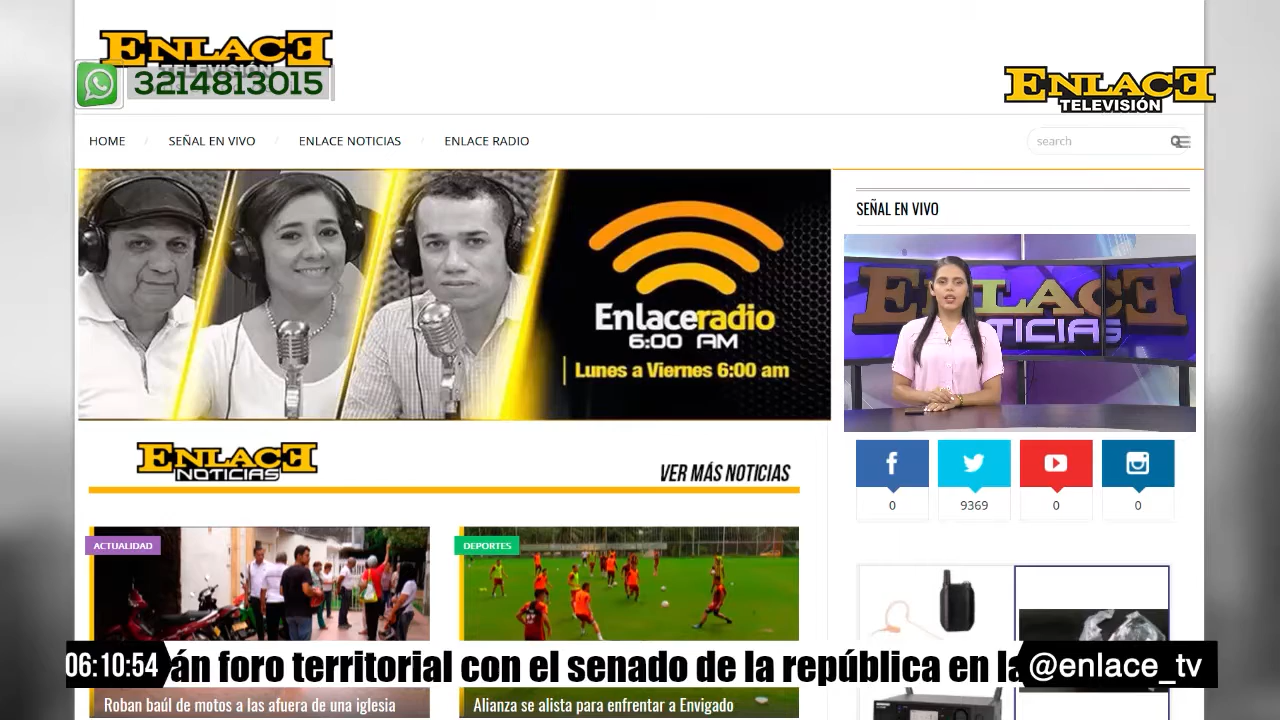 ENLACE
TELEVISIÓN
3214813015
ENLACE
TELEVISIÓN
HOME / SEÑAL EN VIVO / ENLACE NOTICIAS / ENLACE RADIO
search
SEÑAL EN VIVO
Enlaceradio
6:00 AM
Lunes a Viernes 6:00 am
ENLACE
NOTICIAS
ENLACE
NOTICIAS
VER MÁS NOTICIAS
0
9369
0
0
ACTUALIDAD
DEPORTES
06:10:54
án foro territorial con el senado de la república en la
@enlace_tv
Roban baúl de motos a las afuera de una iglesia
Alianza se alista para enfrentar a Envigado